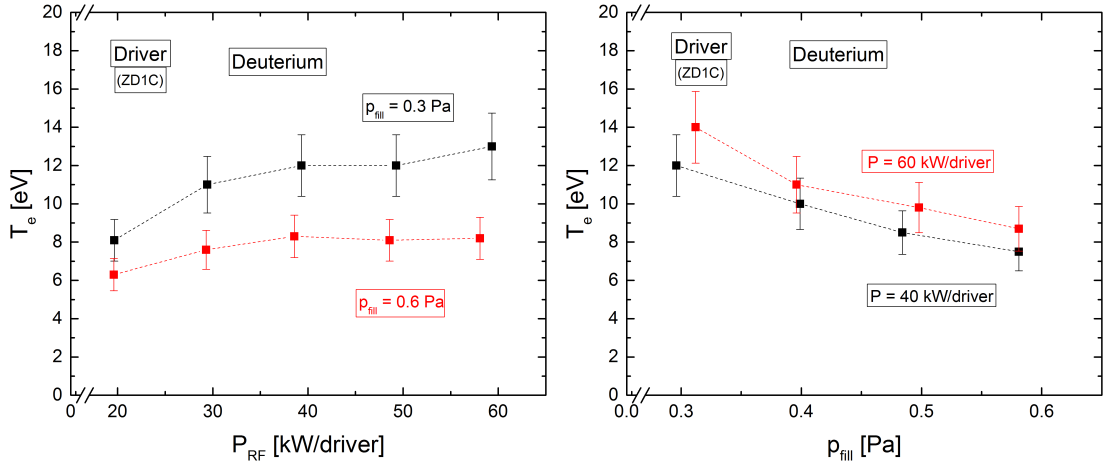 20
18
16
14
12
10
8
6
4
2
0
T_e [eV]
Driver
(ZD1C)
Deuterium
p_fill = 0.3 Pa
p_fill = 0.6 Pa
0 20 30 40 50 60
P_RF [kW/driver]
20
18
16
14
12
10
8
6
4
2
0
T_e [eV]
Driver
(ZD1C)
Deuterium
P = 60 kW/driver
P = 40 kW/driver
0.0 0.3 0.4 0.5 0.6
p_fill [Pa]